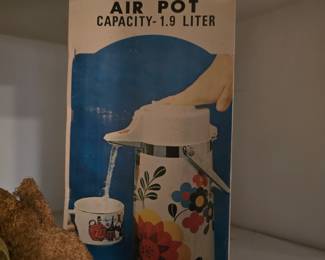 AIR POT
CAPACITY-1.9 LITER